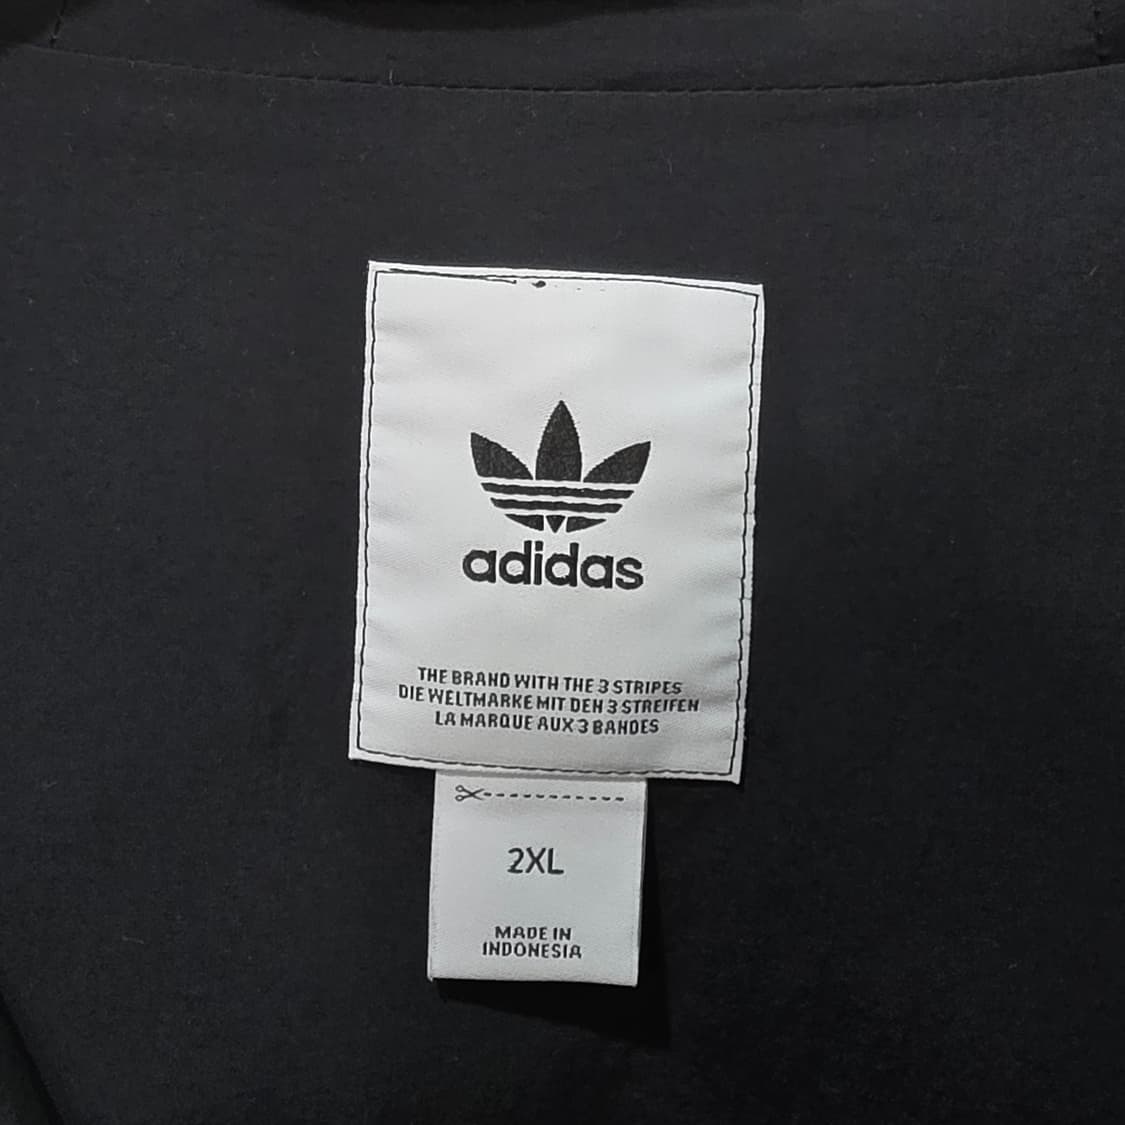 adidas
THE BRAND WITH THE 3 STRIPES
DIE WELTMARKE MIT DEN 3 STREIFEN
LA MARQUE AUX 3 BANDES
2XL
MADE IN
INDONESIA